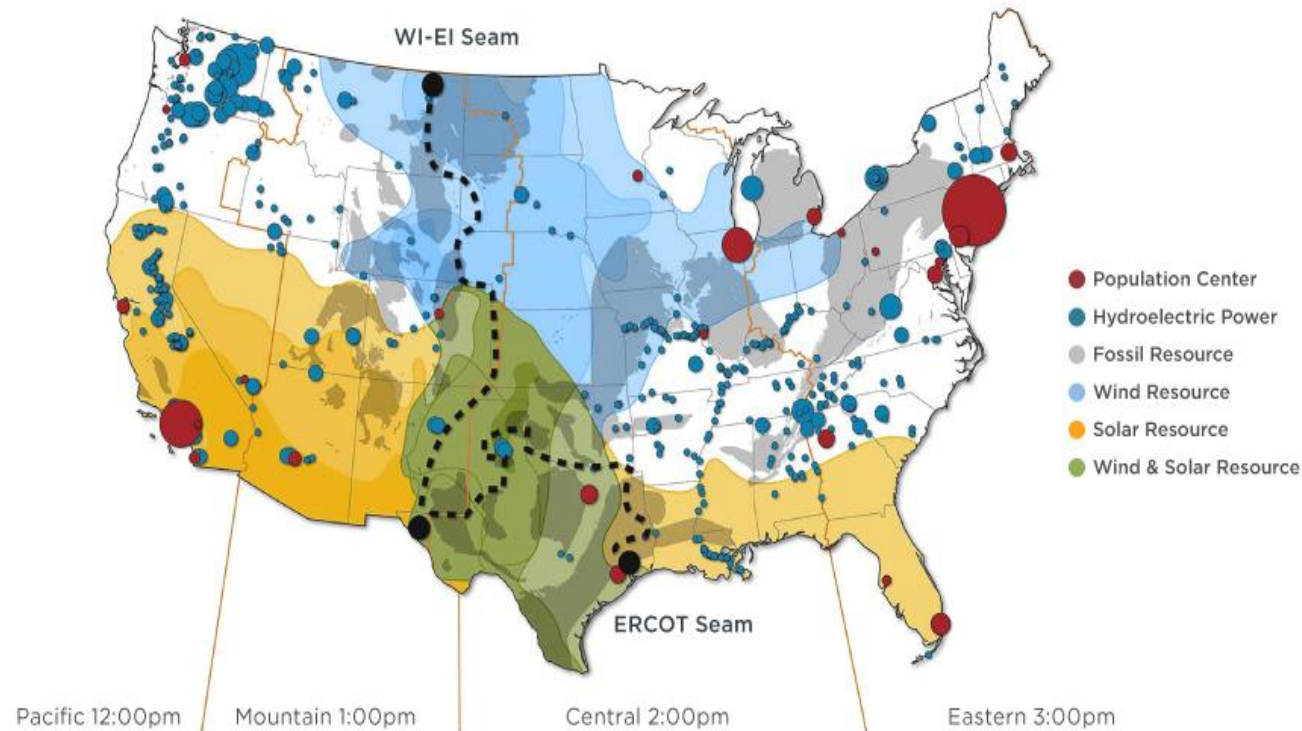 WI-EI Seam
Population Center
Hydroelectric Power
Fossil Resource
Wind Resource
Solar Resource
Wind & Solar Resource
ERCOT Seam
Pacific 12:00pm
Mountain 1:00pm
Central 2:00pm
Eastern 3:00pm